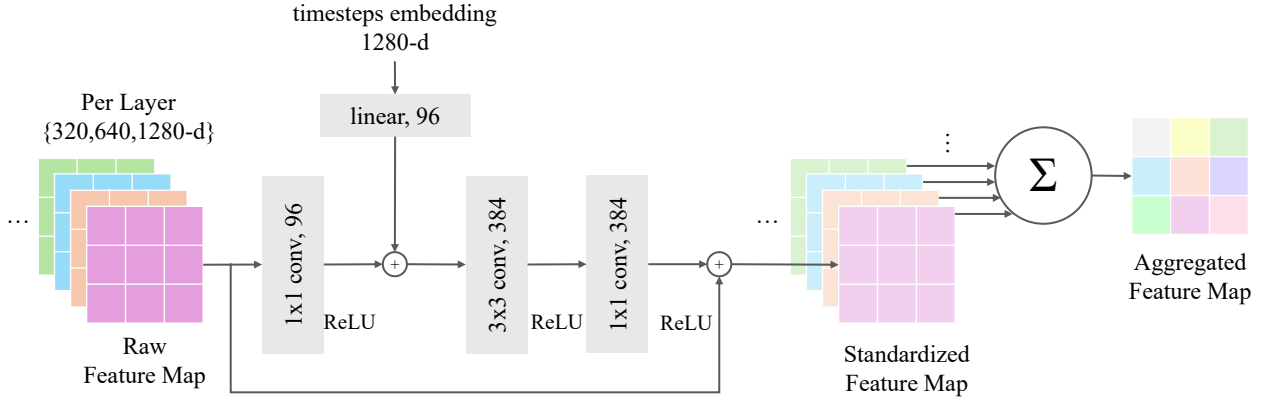 timesteps embedding
1280-d
Per Layer
{320,640,1280-d}
linear, 96
...
1x1 conv, 96
+
3x3 conv, 384
1x1 conv, 384
+
...
...
Σ
ReLU
ReLU
ReLU
Raw
Feature Map
Standardized
Feature Map
Aggregated
Feature Map